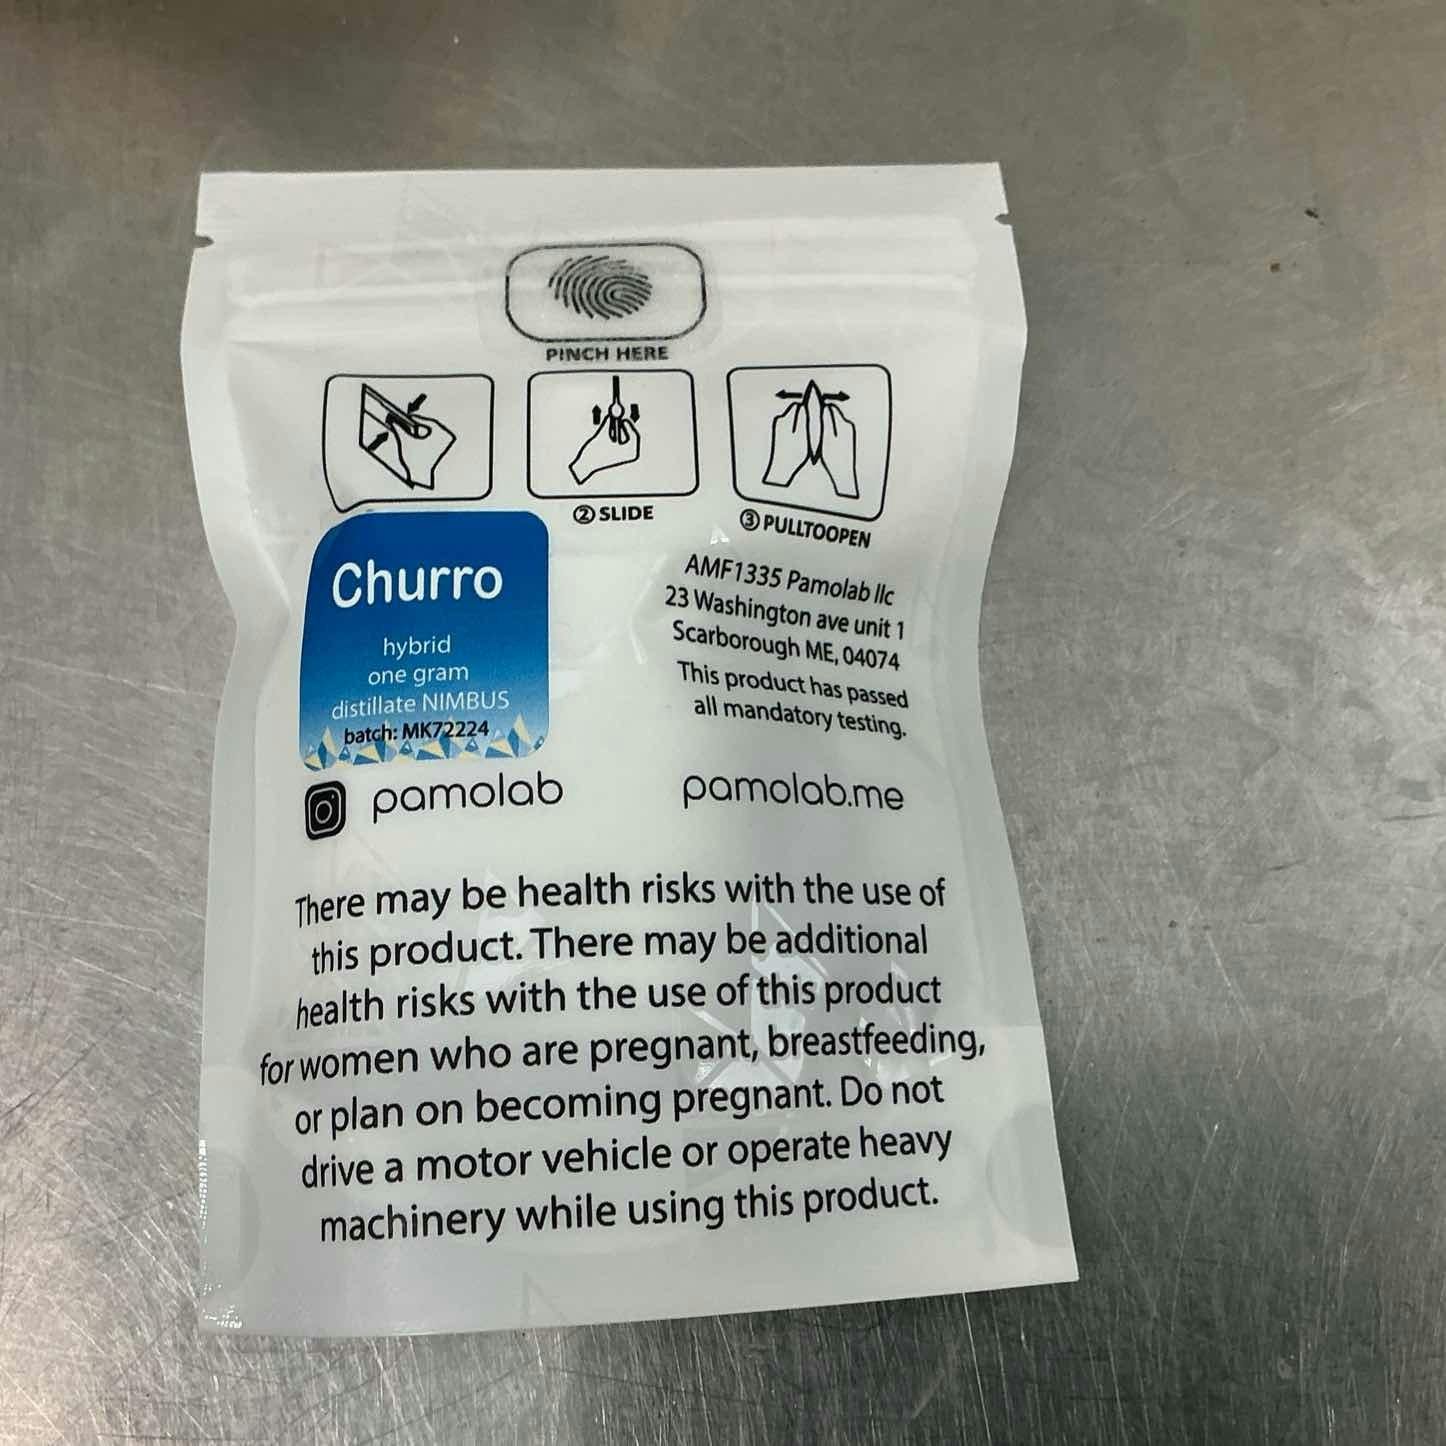 PINCH HERE
② SLIDE
③ PULLTOOPEN
Churro
hybrid
one gram
distillate NIMBUS
batch: MK72224
AMF1335 Pamolab llc
23 Washington ave unit 1
Scarborough ME, 04074
This product has passed
all mandatory testing.
pamolab
pamolab.me
There may be health risks with the use of
this product. There may be additional
health risks with the use of this product
for women who are pregnant, breastfeeding,
or plan on becoming pregnant. Do not
drive a motor vehicle or operate heavy
machinery while using this product.